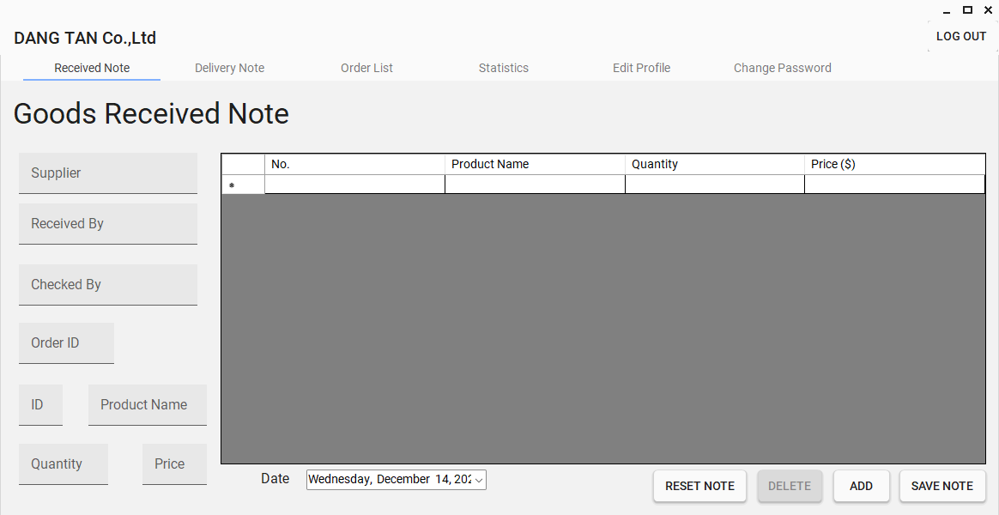 DANG TAN Co.,Ltd
LOG OUT
Received Note Delivery Note Order List Statistics Edit Profile Change Password
Goods Received Note
Supplier
Received By
Checked By
Order ID
ID Product Name
Quantity Price
No. Product Name Quantity Price ($)
Date Wednesday, December 14, 202
RESET NOTE DELETE ADD SAVE NOTE